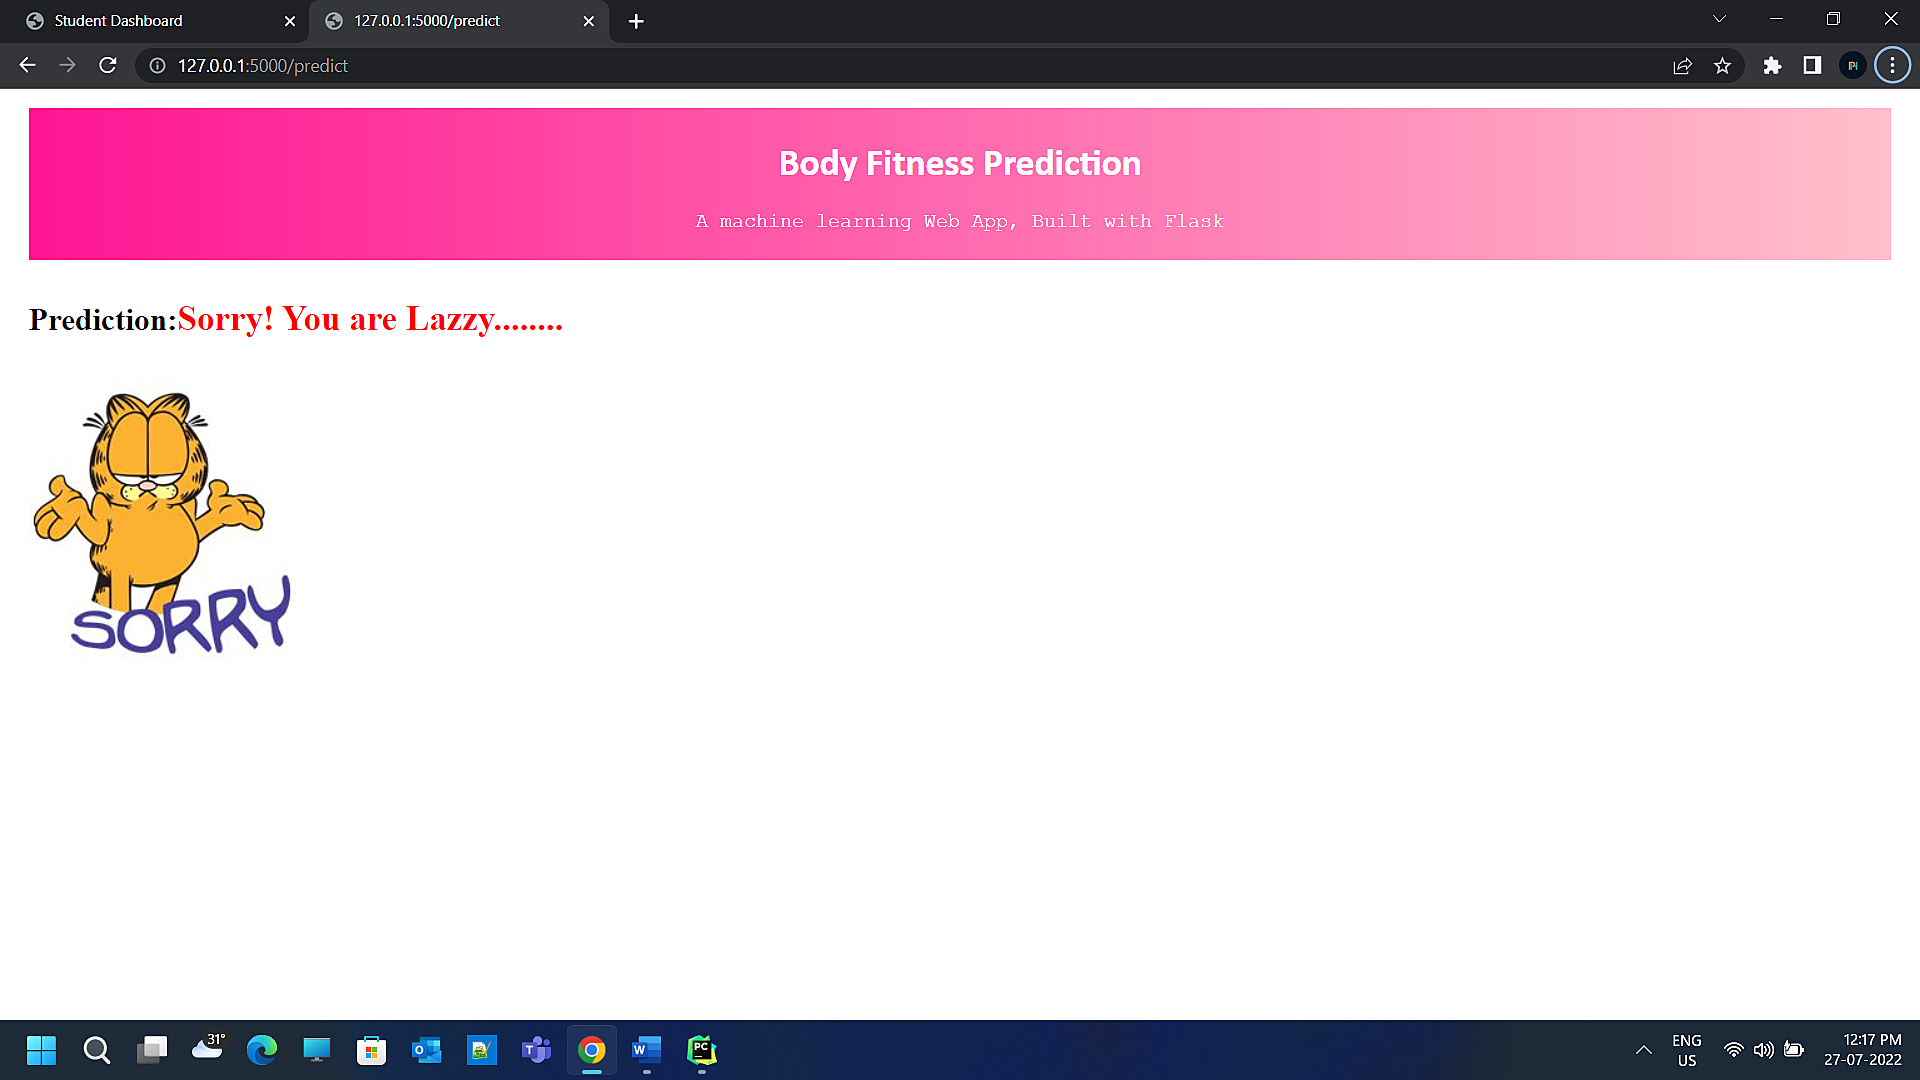 Student Dashboard
127.0.0.1:5000/predict
127.0.0.1:5000/predict
Body Fitness Prediction
A machine learning Web App, Built with Flask
Prediction:Sorry! You are Lazzy........
SORRY
31°
ENG
US
12:17 PM
27-07-2022